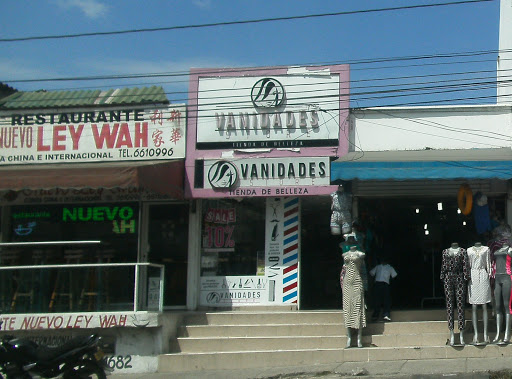 RESTAURANTE
NUEVO LEY WAH
A CHINA E INTERNACIONAL TEL.6610996
NUEVO
VANIDADES
TIENDA DE BELLEZA
VANIDADES
TIENDA DE BELLEZA
SALE
VANIDADES
TE NUEVO LEY WAH